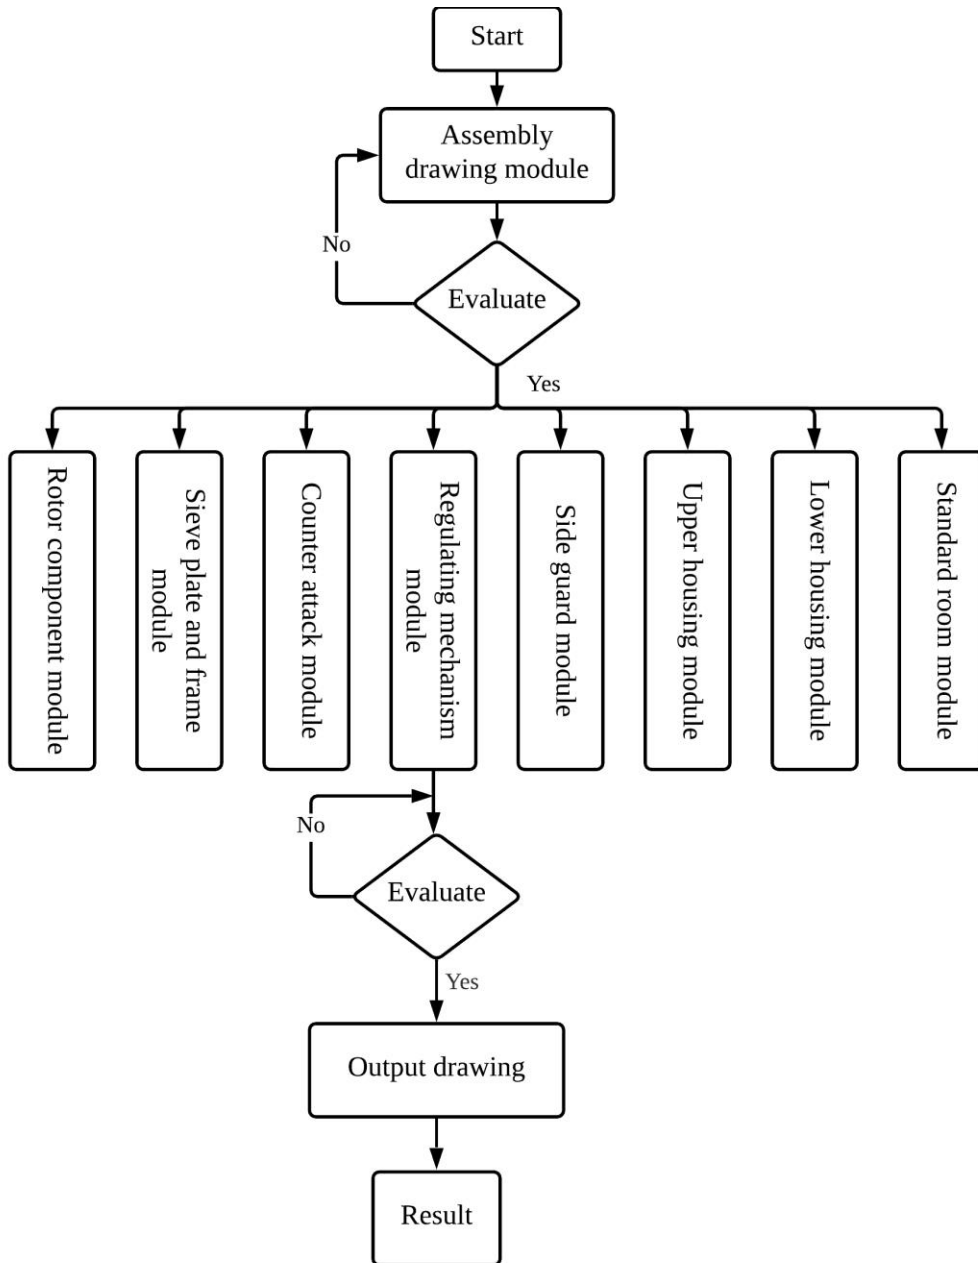 Start
Assembly
drawing module
No
Evaluate
Yes
Rotor component module
Sieve plate and frame
module
Counter attack module
Regulating mechanism
module
Side guard module
Upper housing module
Lower housing module
Standard room module
No
Evaluate
Yes
Output drawing
Result